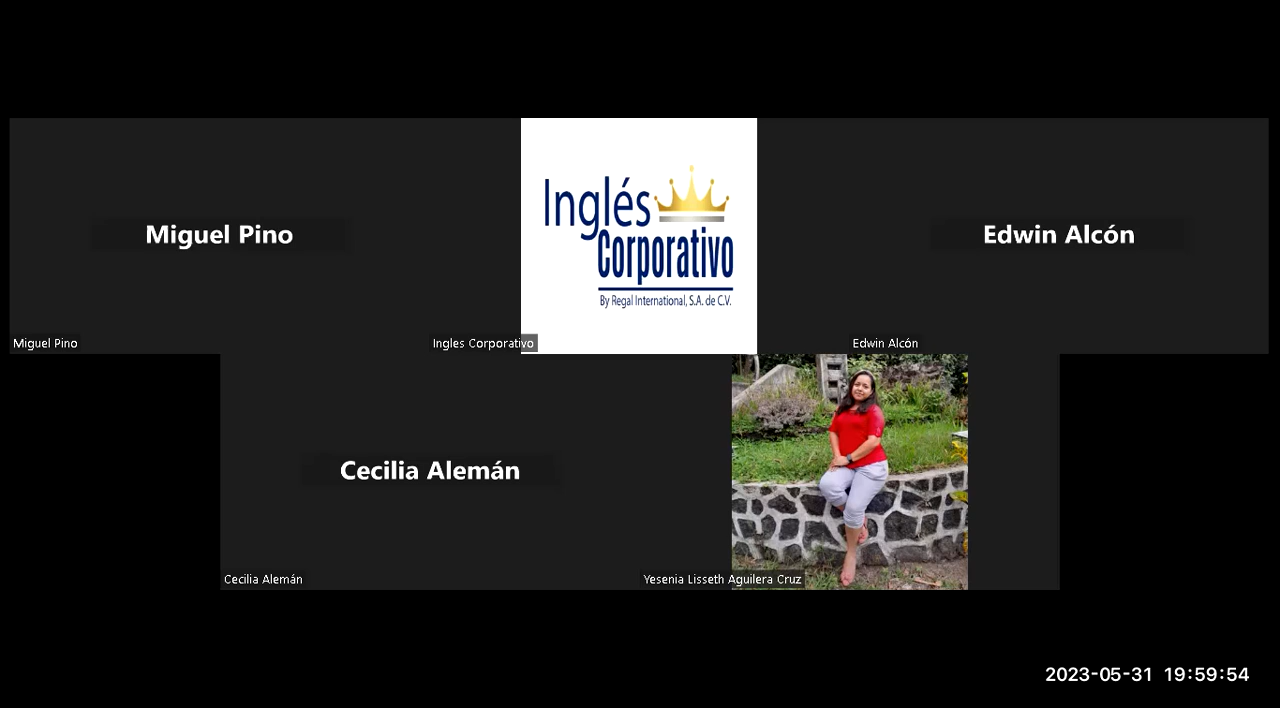 Miguel Pino
Miguel Pino
Inglés
Corporativo
By Regal International, S.A. de C.V.
Ingles Corporativo
Edwin Alcón
Edwin Alcón
Cecilia Alemán
Cecilia Alemán
Yesenia Lisseth Aguilera Cruz
2023-05-31 19:59:54